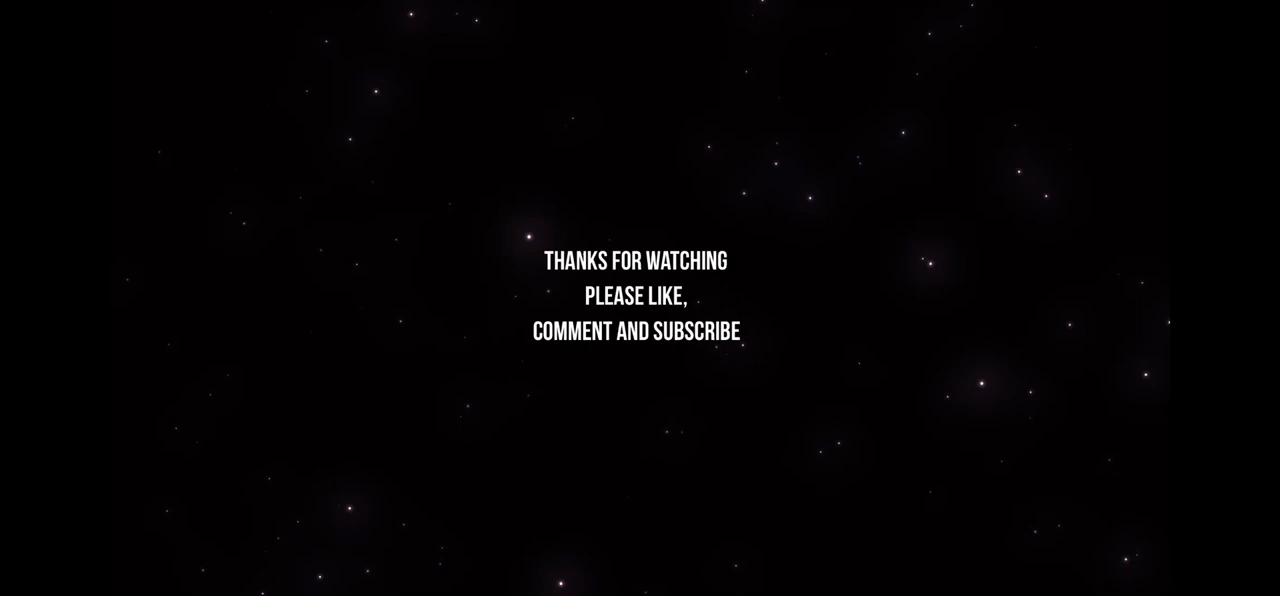 THANKS FOR WATCHING
PLEASE LIKE,
COMMENT AND SUBSCRIBE